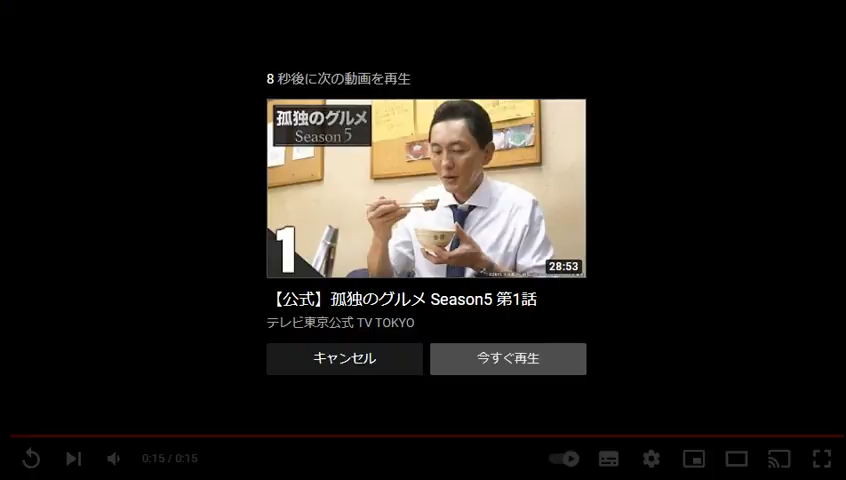 8 秒後に次の動画を再生
孤独のグルメ
Season5
1
28:53
【公式】孤独のグルメ Season5 第1話
テレビ東京公式 TV TOKYO
キャンセル
今すぐ再生
0:15 / 0:15